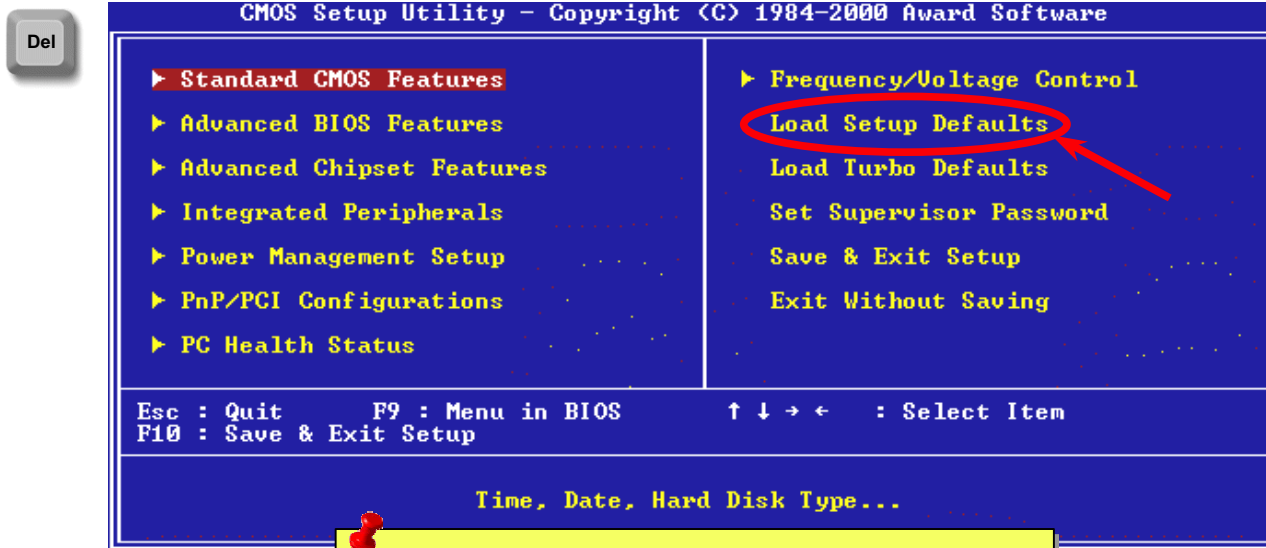 Del
CMOS Setup Utility – Copyright (C) 1984–2000 Award Software
Standard CMOS Features
Advanced BIOS Features
Advanced Chipset Features
Integrated Peripherals
Power Management Setup
PnP/PCI Configurations
PC Health Status
Frequency/Voltage Control
Load Setup Defaults
Load Turbo Defaults
Set Supervisor Password
Save & Exit Setup
Exit Without Saving
Esc : Quit F9 : Menu in BIOS ↑ ↓ → ← : Select Item
F10 : Save & Exit Setup
Time, Date, Hard Disk Type...